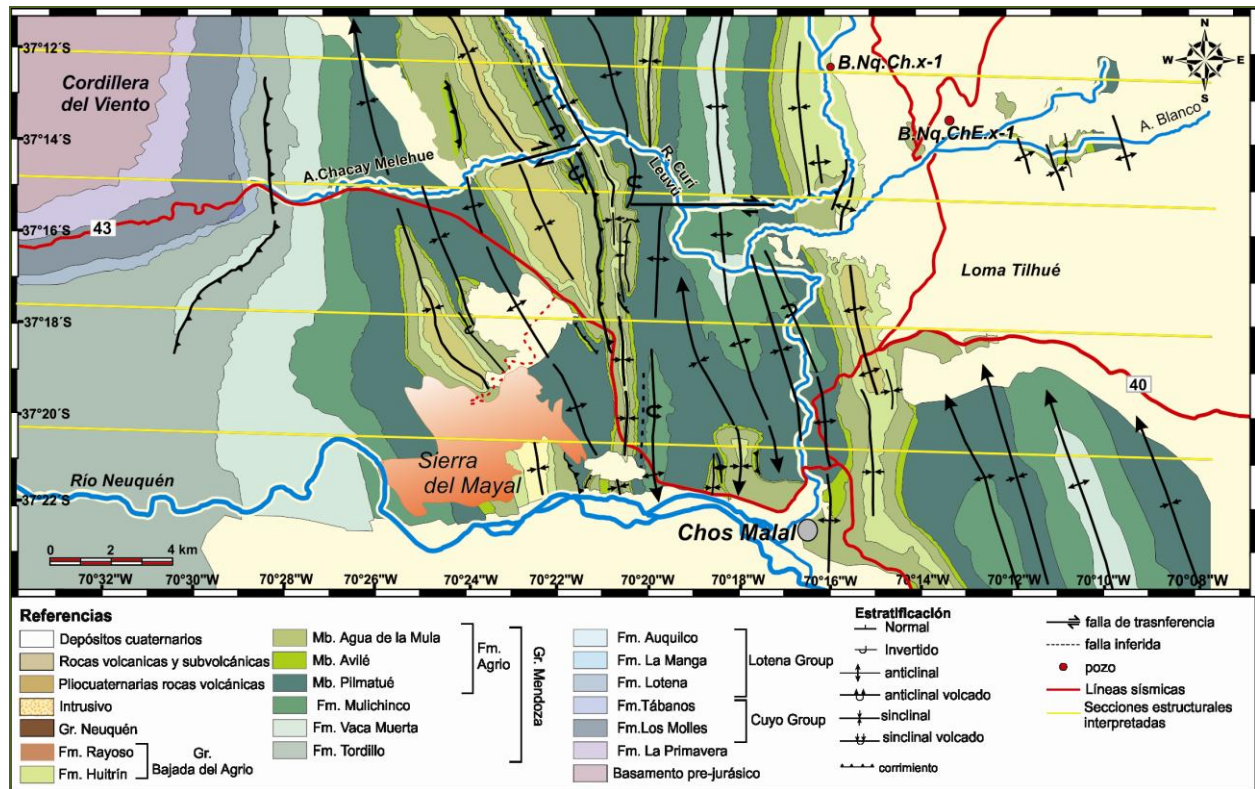 N
W E
S
37°12´S
37°14´S
37°16´S
37°18´S
37°20´S
37°22´S
Cordillera
del Viento
B.Nq.Ch.x-1
B.Nq.ChE.x-1
A. Blanco
A.Chacay Melehue
R. Curí
Leuvú
43
Loma Tilhué
40
Sierra
del Mayal
Río Neuquén
Chos Malal
0 2 4 km
70°32'W 70°30'W 70°28'W 70°26'W 70°24'W 70°22'W 70°20'W 70°18'W 70°16'W 70°14'W 70°12'W 70°10'W 70°08'W
Referencias
Depósitos cuaternarios
Rocas volcanicas y subvolcánicas
Pliocuaternarias rocas volcánicas
Intrusivo
Gr. Neuquén
Fm. Rayoso
Fm. Huitrín
Gr.
Bajada del Agrio
Mb. Agua de la Mula
Mb. Avilé
Mb. Pilmatué
Fm. Mulichinco
Fm. Vaca Muerta
Fm. Tordillo
Fm.
Agrio
Gr. Mendoza
Fm. Auquilco
Fm. La Manga
Fm. Lotena
Fm.Tábanos
Fm.Los Molles
Fm. La Primavera
Basamento pre-jurásico
Lotena Group
Cuyo Group
Estratificación
Normal
Invertido
anticlinal
anticlinal volcado
sinclinal
sinclinal volcado
corrimiento
falla de trasnferencia
falla inferida
pozo
Líneas sísmicas
Secciones estructurales
interpretadas